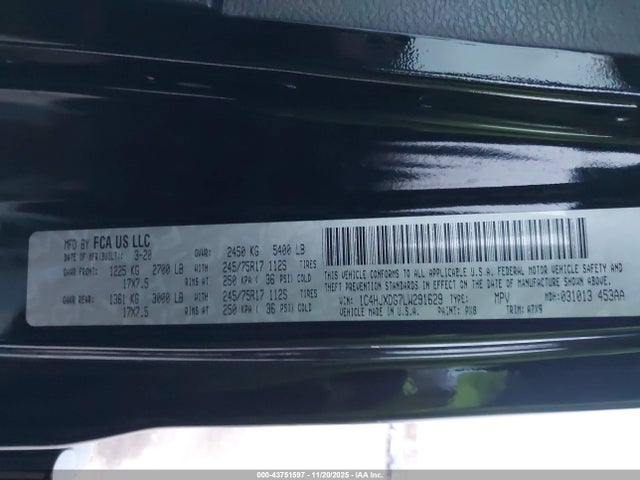 MFD BY FCA US LLC
DATE OF MFR(BUILT): 3-20 GVWR: 2450 KG 5400 LB
GAWR FRONT: 1225 KG 2700 LB WITH 245/75R17 112S TIRES
17X7.5 RIMS AT 250 KPA ( 36 PSI) COLD
GAWR REAR: 1361 KG 3000 LB WITH 245/75R17 112S TIRES
17X7.5 RIMS AT 250 KPA ( 36 PSI) COLD
THIS VEHICLE CONFORMS TO ALL APPLICABLE U.S.A. FEDERAL MOTOR VEHICLE SAFETY
AND THEFT PREVENTION STANDARDS IN EFFECT ON THE DATE OF MANUFACTURE SHOWN ABOVE.
VIN: 1C4HJXDG7LW291629 TYPE: MPV MDH: 031013 453AA
VEHICLE MADE IN U.S.A. PAINT: PX8 TRIM: A7X9
000-43751597 - 11/20/2025 - IAA Inc.